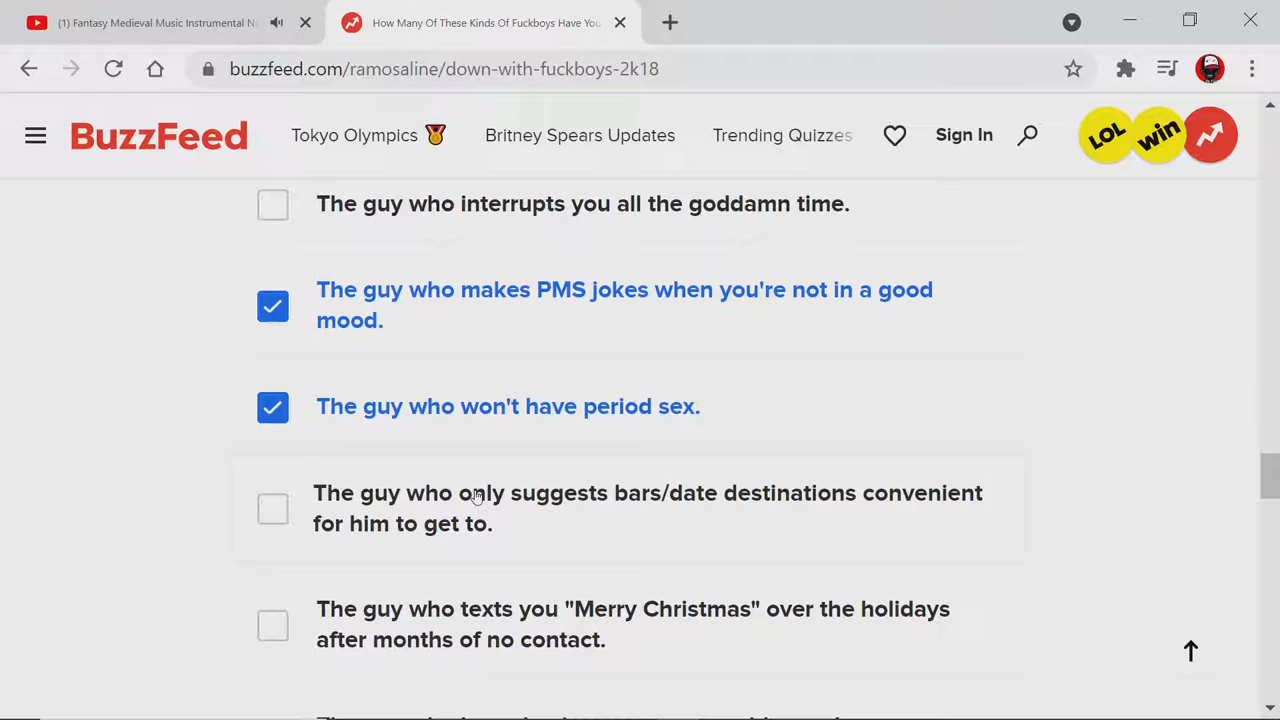 (1) Fantasy Medieval Music Instrumental N
How Many Of These Kinds Of Fuckboys Have You
buzzfeed.com/ramosaline/down-with-fuckboys-2k18
BuzzFeed
Tokyo Olympics
Britney Spears Updates
Trending Quizzes
Sign In
LOL
win
The guy who interrupts you all the goddamn time.
The guy who makes PMS jokes when you're not in a good
mood.
The guy who won't have period sex.
The guy who only suggests bars/date destinations convenient
for him to get to.
The guy who texts you "Merry Christmas" over the holidays
after months of no contact.